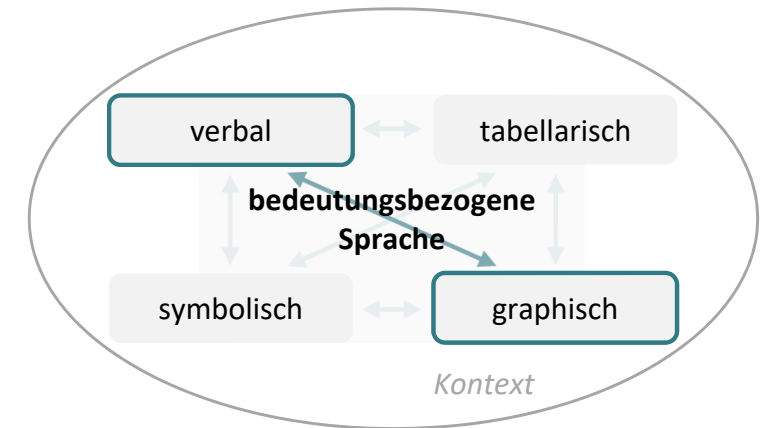 verbal
tabellarisch
bedeutungsbezogene
Sprache
symbolisch
graphisch
Kontext